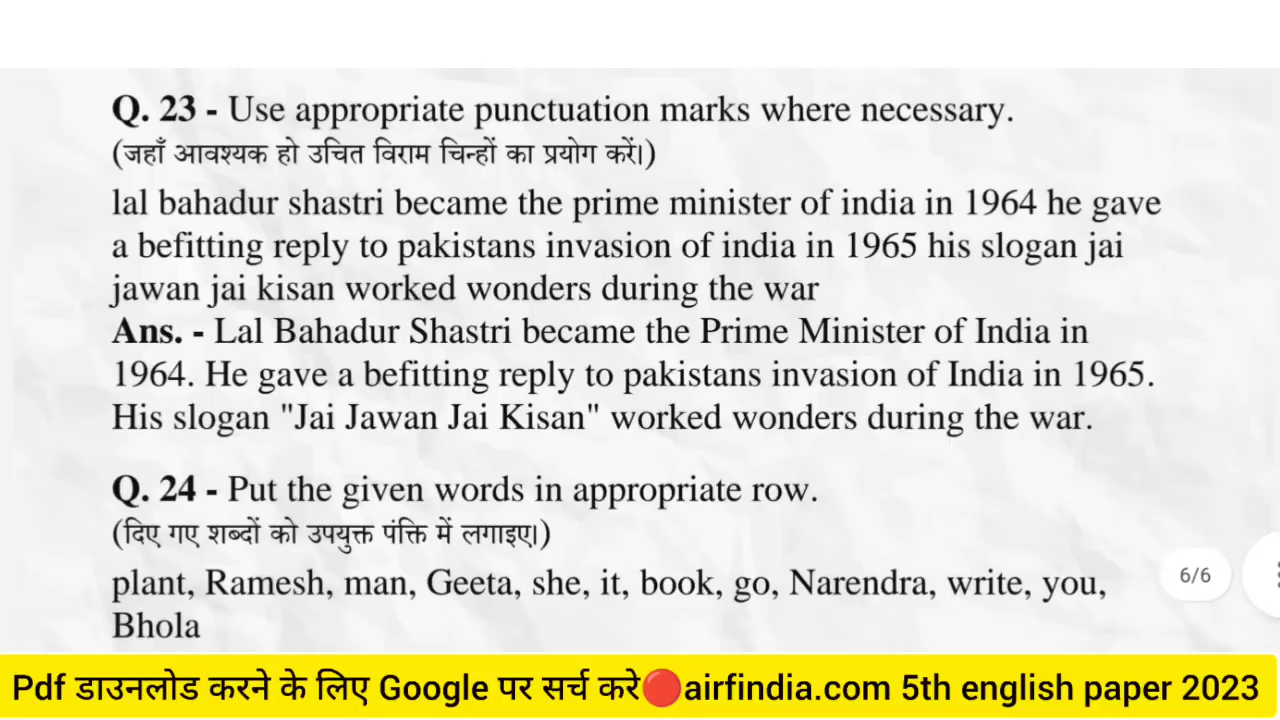 Q. 23 - Use appropriate punctuation marks where necessary.
(जहाँ आवश्यक हो उचित विराम चिन्हों का प्रयोग करें।)
lal bahadur shastri became the prime minister of india in 1964 he gave
a befitting reply to pakistans invasion of india in 1965 his slogan jai
jawan jai kisan worked wonders during the war
Ans. - Lal Bahadur Shastri became the Prime Minister of India in
1964. He gave a befitting reply to pakistans invasion of India in 1965.
His slogan "Jai Jawan Jai Kisan" worked wonders during the war.
Q. 24 - Put the given words in appropriate row.
(दिए गए शब्दों को उपयुक्त पंक्ति में लगाइए।)
plant, Ramesh, man, Geeta, she, it, book, go, Narendra, write, you,
Bhola
6/6
Pdf डाउनलोड करने के लिए Google पर सर्च करे🔴airfindia.com 5th english paper 2023